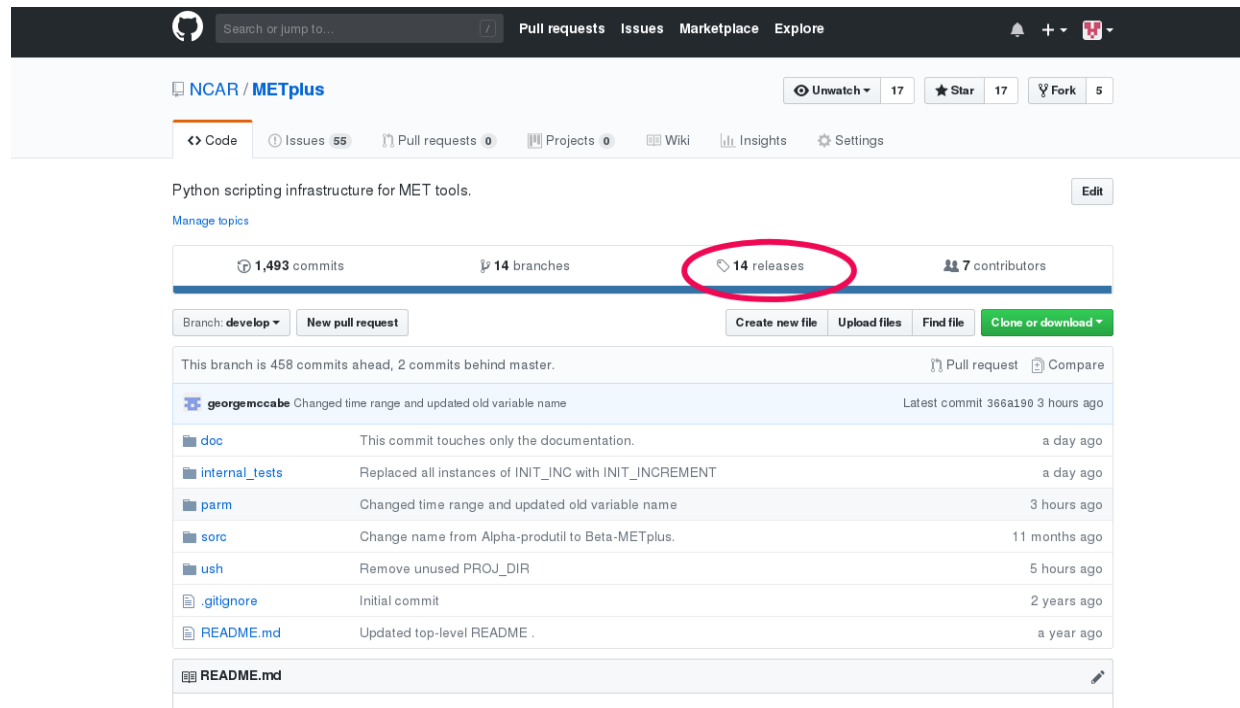 Search or jump to... / Pull requests Issues Marketplace Explore
NCAR / METplus Unwatch 17 Star 17 Fork 5
Code Issues 55 Pull requests 0 Projects 0 Wiki Insights Settings
Python scripting infrastructure for MET tools. Edit
Manage topics
1,493 commits 14 branches 14 releases 7 contributors
Branch: develop New pull request Create new file Upload files Find file Clone or download
This branch is 458 commits ahead, 2 commits behind master. Pull request Compare
georgemccabe Changed time range and updated old variable name Latest commit 366a190 3 hours ago
doc This commit touches only the documentation. a day ago
internal_tests Replaced all instances of INIT_INC with INIT_INCREMENT a day ago
parm Changed time range and updated old variable name 3 hours ago
sorc Change name from Alpha-produtil to Beta-METplus. 11 months ago
ush Remove unused PROJ_DIR 5 hours ago
.gitignore Initial commit 2 years ago
README.md Updated top-level README . a year ago
README.md